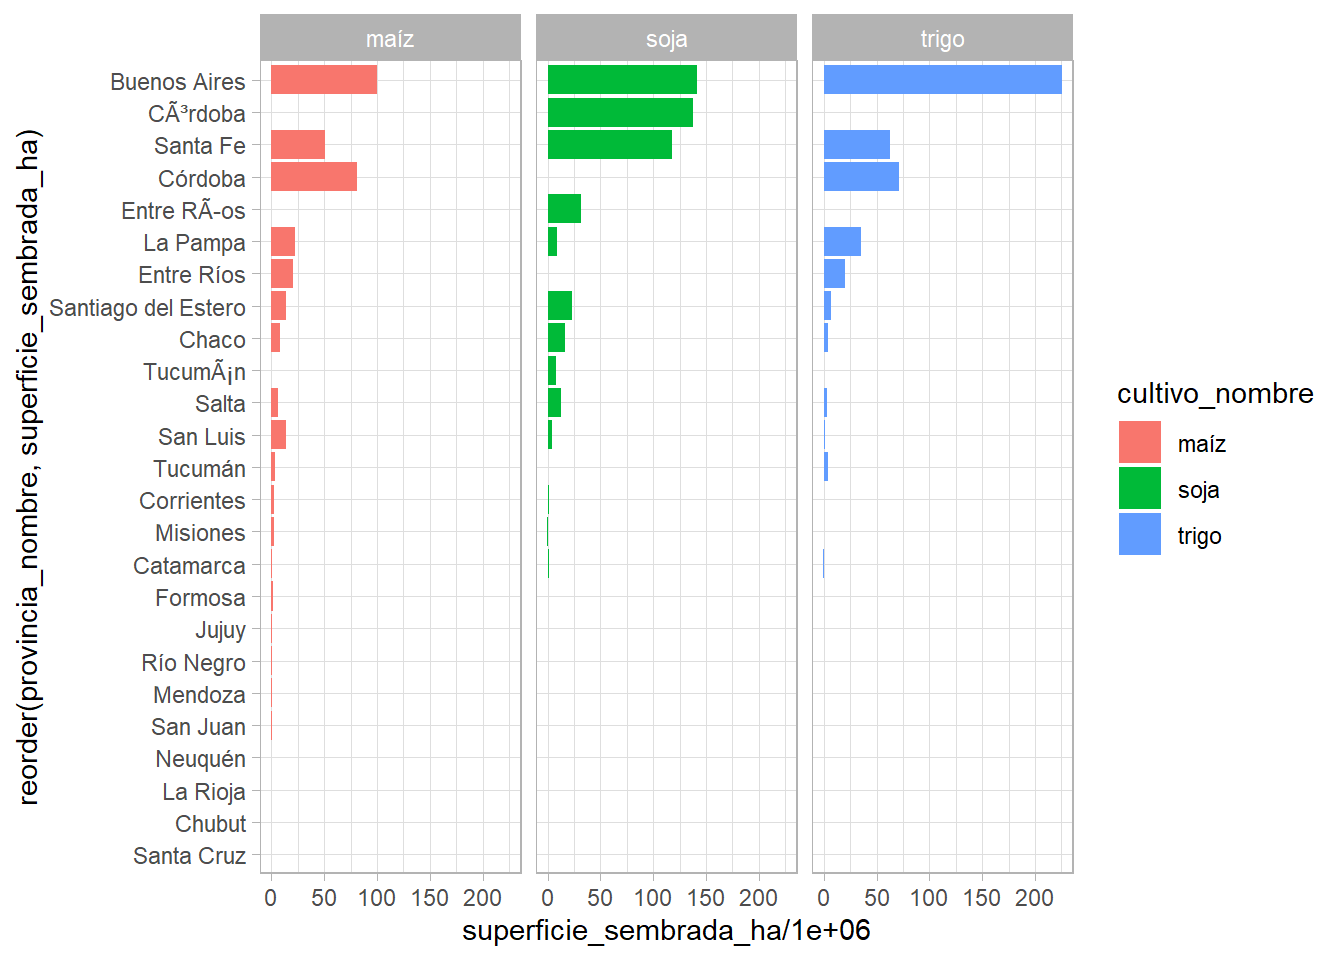 maíz soja trigo
Buenos Aires
CÃ³rdoba
Santa Fe
Córdoba
Entre RÃ-os
La Pampa
Entre Ríos
Santiago del Estero
Chaco
TucumÃ¡n
Salta
San Luis
Tucumán
Corrientes
Misiones
Catamarca
Formosa
Jujuy
Río Negro
Mendoza
San Juan
Neuquén
La Rioja
Chubut
Santa Cruz
0 50 100 150 200 0 50 100 150 200 0 50 100 150 200
superficie_sembrada_ha/1e+06
reorder(provincia_nombre, superficie_sembrada_ha)
cultivo_nombre
maíz
soja
trigo